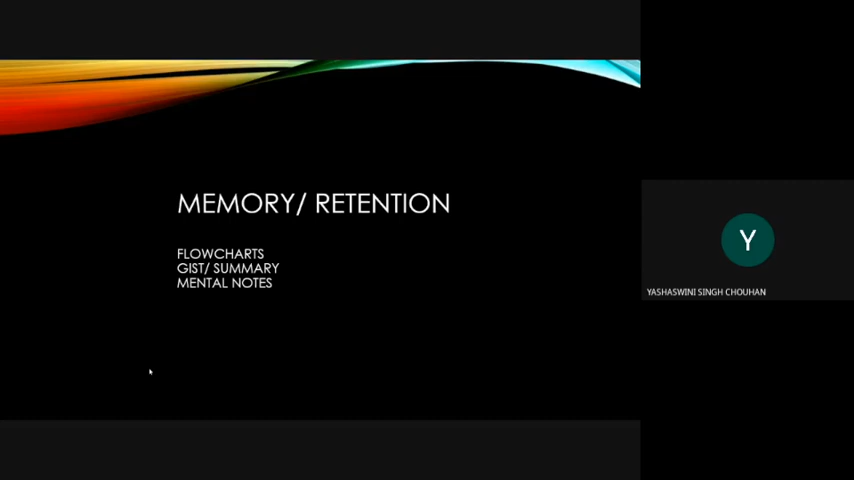 MEMORY/ RETENTION
FLOWCHARTS
GIST/ SUMMARY
MENTAL NOTES
Y
YASHASWINI SINGH CHOUHAN